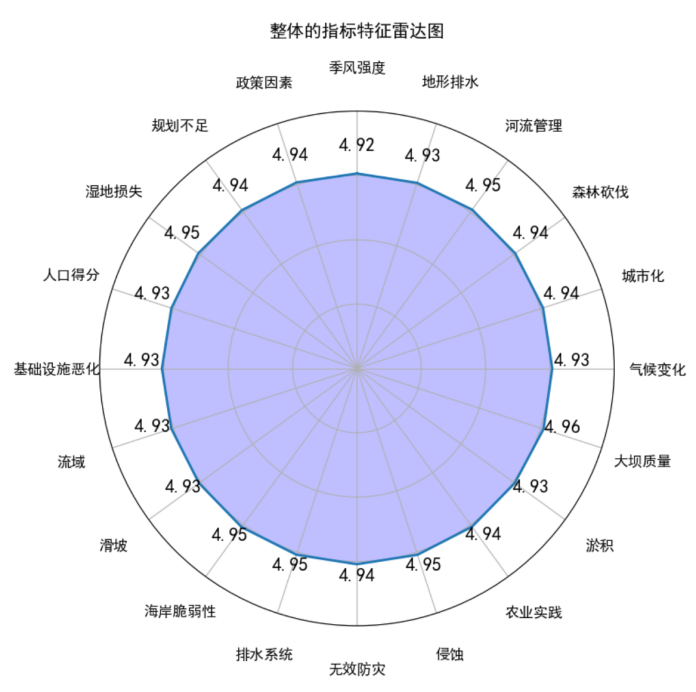 整体的指标特征雷达图
季风强度
政策因素
地形排水
规划不足
河流管理
4.92
4.94
4.93
湿地损失
4.94
4.95
森林砍伐
4.95
4.94
人口得分
4.93
4.94
城市化
基础设施恶化
4.93
4.93
气候变化
4.93
4.96
流域
大坝质量
4.93
4.93
滑坡
4.95
4.94
淤积
4.95
4.94
4.95
海岸脆弱性
农业实践
排水系统
无效防灾
侵蚀